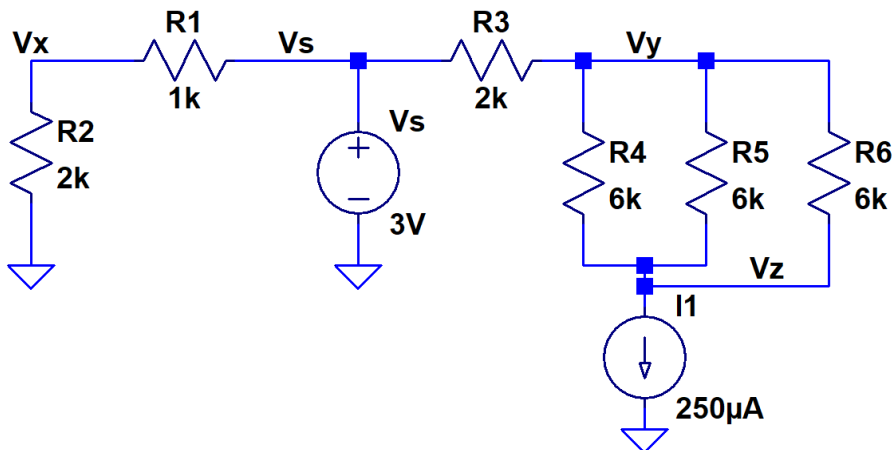 R1
R3
Vx
Vs
Vy
1k
2k
R2
2k
Vs
+
−
3V
R4
6k
R5
6k
R6
6k
Vz
I1
250µA